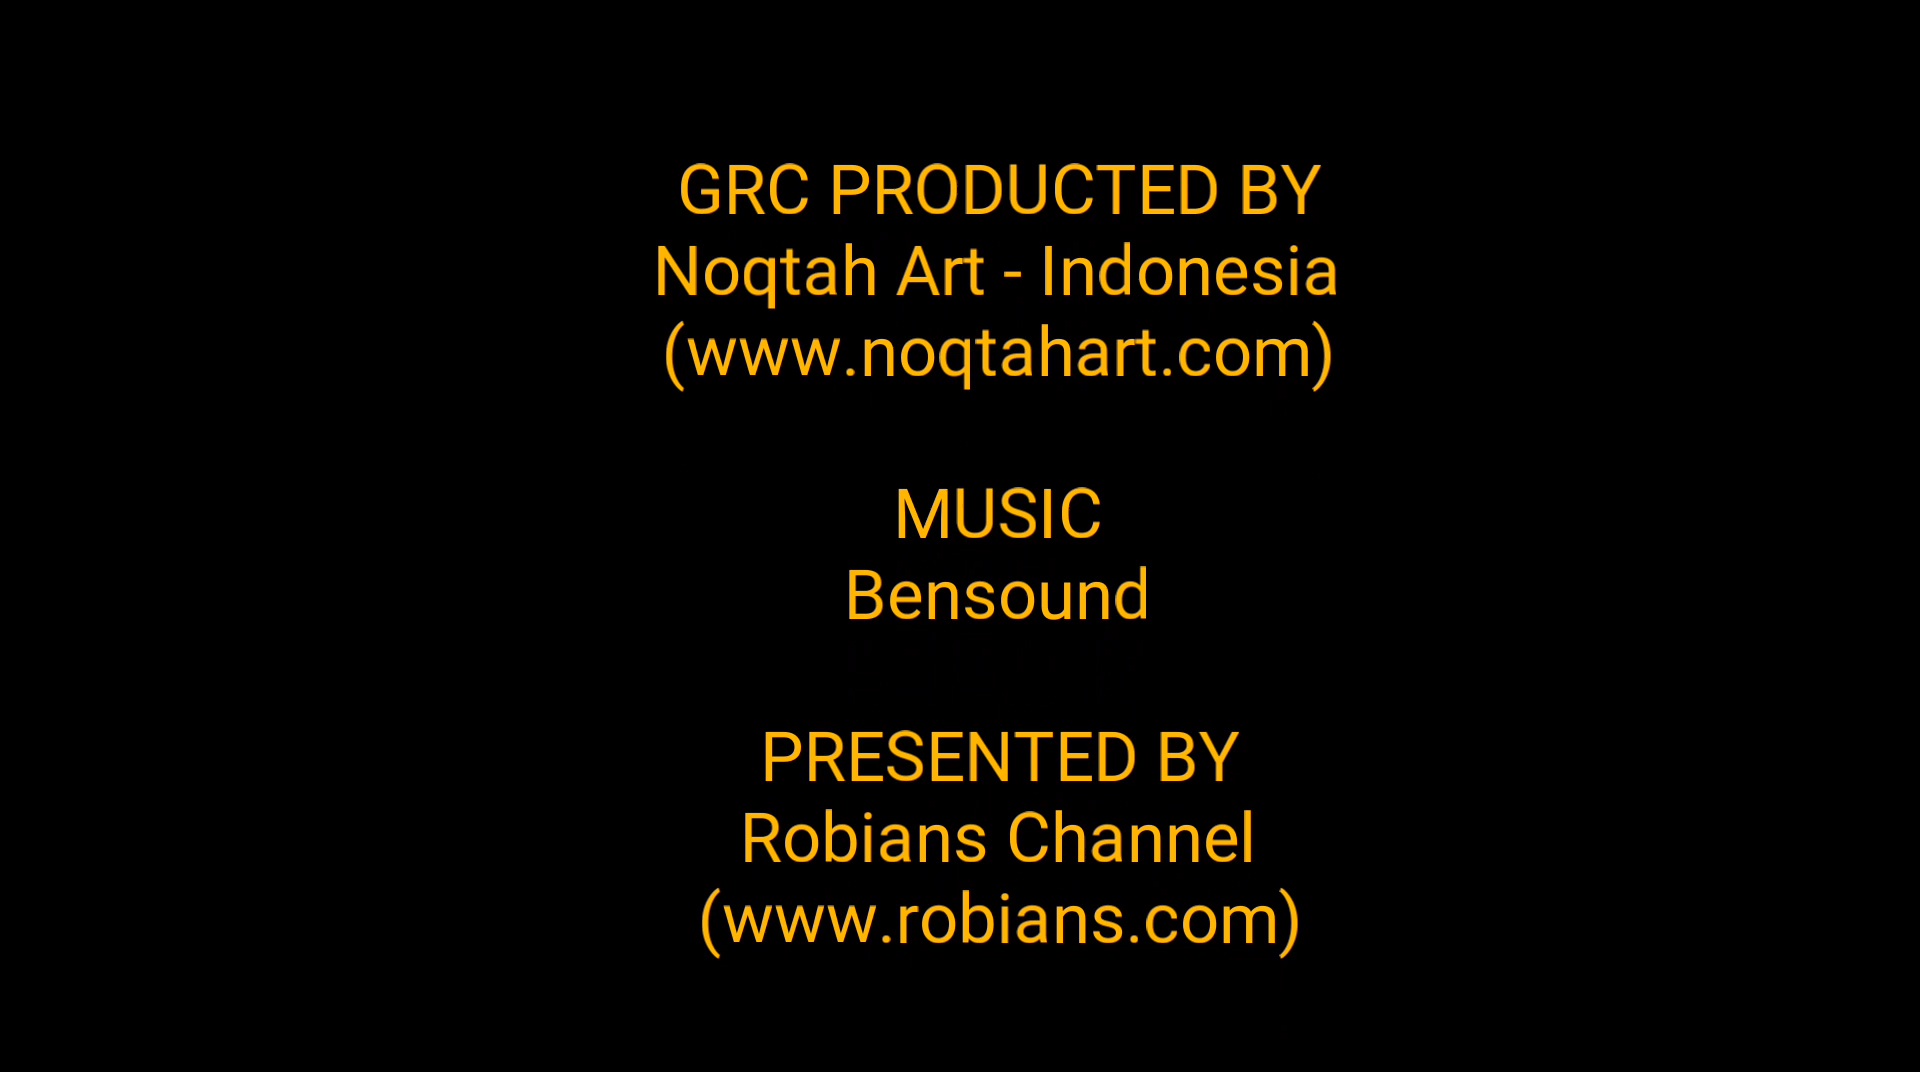 GRC PRODUCTED BY
Noqtah Art - Indonesia
(www.noqtahart.com)
MUSIC
Bensound
PRESENTED BY
Robians Channel
(www.robians.com)